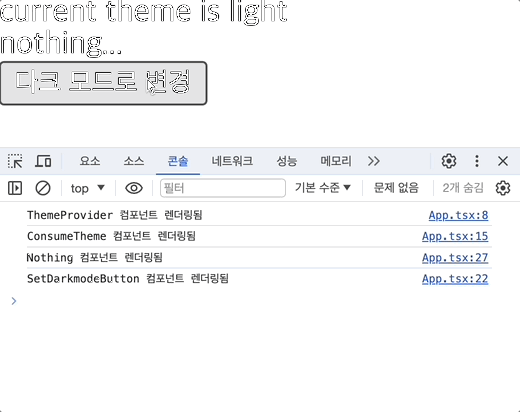 current theme is light
nothing...
다크 모드로 변경
요소 소스 콘솔 네트워크 성능 메모리
top 필터 기본 수준 문제 없음 2개 숨김
ThemeProvider 컴포넌트 렌더링됨 App.tsx:8
ConsumeTheme 컴포넌트 렌더링됨 App.tsx:15
Nothing 컴포넌트 렌더링됨 App.tsx:27
SetDarkmodeButton 컴포넌트 렌더링됨 App.tsx:22